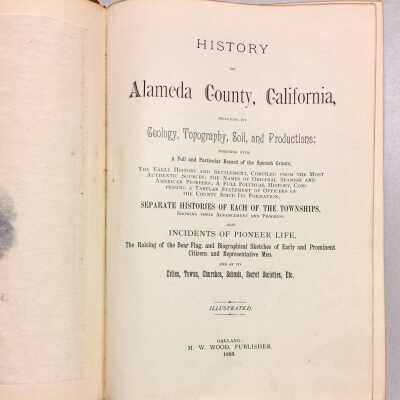 HISTORY
OF
Alameda County, California,
INCLUDING ITS
Geology, Topography, Soil, and Productions;
TOGETHER WITH
A Full and Particular Record of the Spanish Grants;
The Early History and Settlement, Compiled from the Most
Authentic Sources; the Names of Original Spanish and
American Pioneers; A Full Political History, Com-
prising a Tabular Statement of Officers of
the County Since its Formation;
SEPARATE HISTORIES OF EACH OF THE TOWNSHIPS,
Showing their Advancement and Progress;
ALSO
INCIDENTS OF PIONEER LIFE,
The Raising of the Bear Flag, and Biographical Sketches of Early and Prominent
Citizens and Representative Men.
AND OF ITS
Cities, Towns, Churches, Schools, Secret Societies, Etc.
ILLUSTRATED.
OAKLAND:
M. W. WOOD, PUBLISHER.
1883.